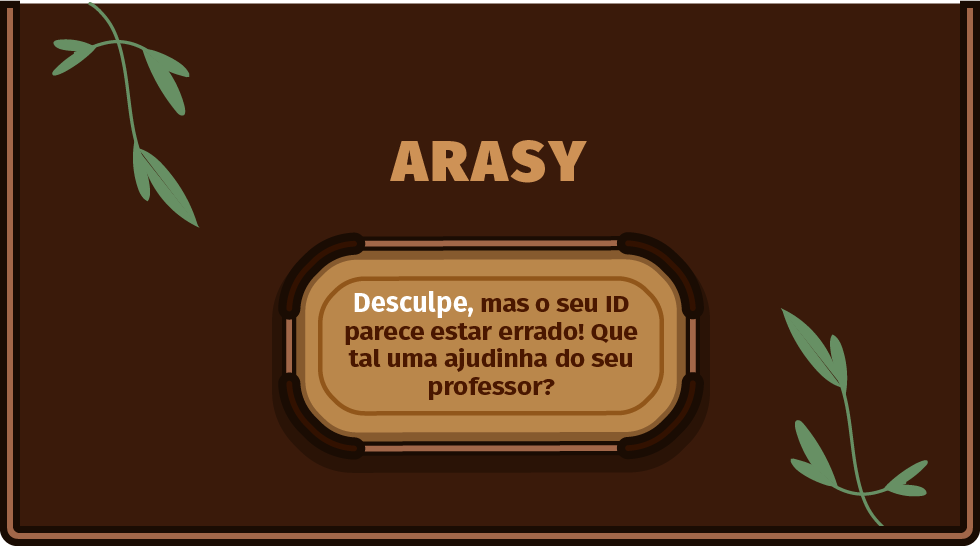 ARASY
Desculpe, mas o seu ID
parece estar errado! Que
tal uma ajudinha do seu
professor?